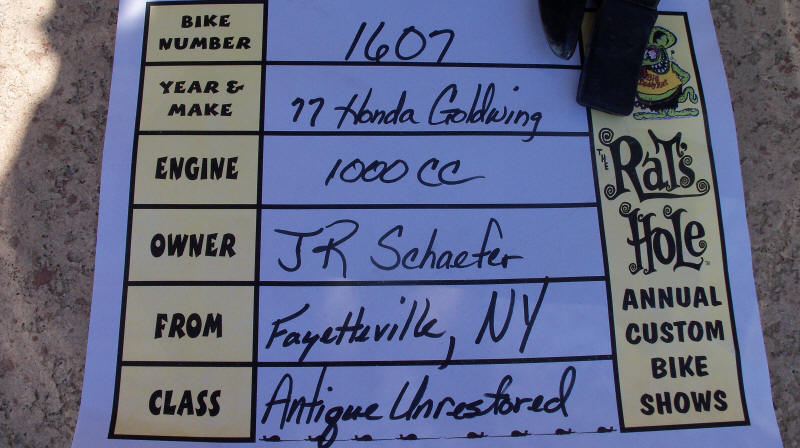 BIKE
NUMBER
1607
YEAR &
MAKE
77 Honda Goldwing
ENGINE
1000 CC
OWNER
JR Schaefer
FROM
Fayetteville, NY
CLASS
Antique Unrestored
THE
RAT'S
HOLE
ANNUAL
CUSTOM
BIKE
SHOWS